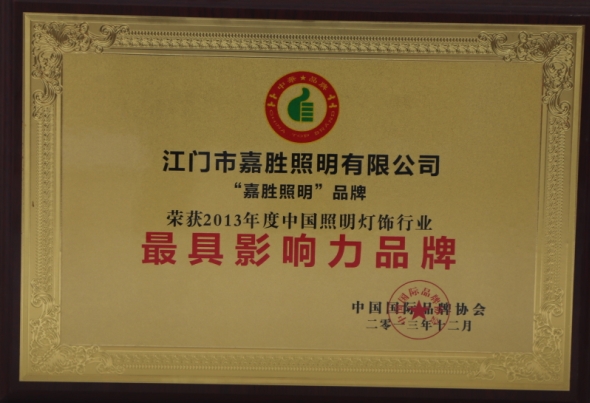 江门市嘉胜照明有限公司
“嘉胜照明”品牌
荣获2013年度中国照明灯饰行业
最具影响力品牌
中国国际品牌协会
二零一三年十二月